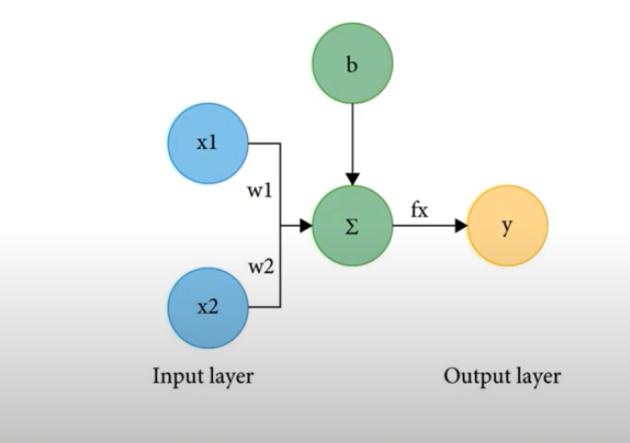 b
x1
w1
Σ
fx
y
w2
x2
Input layer
Output layer